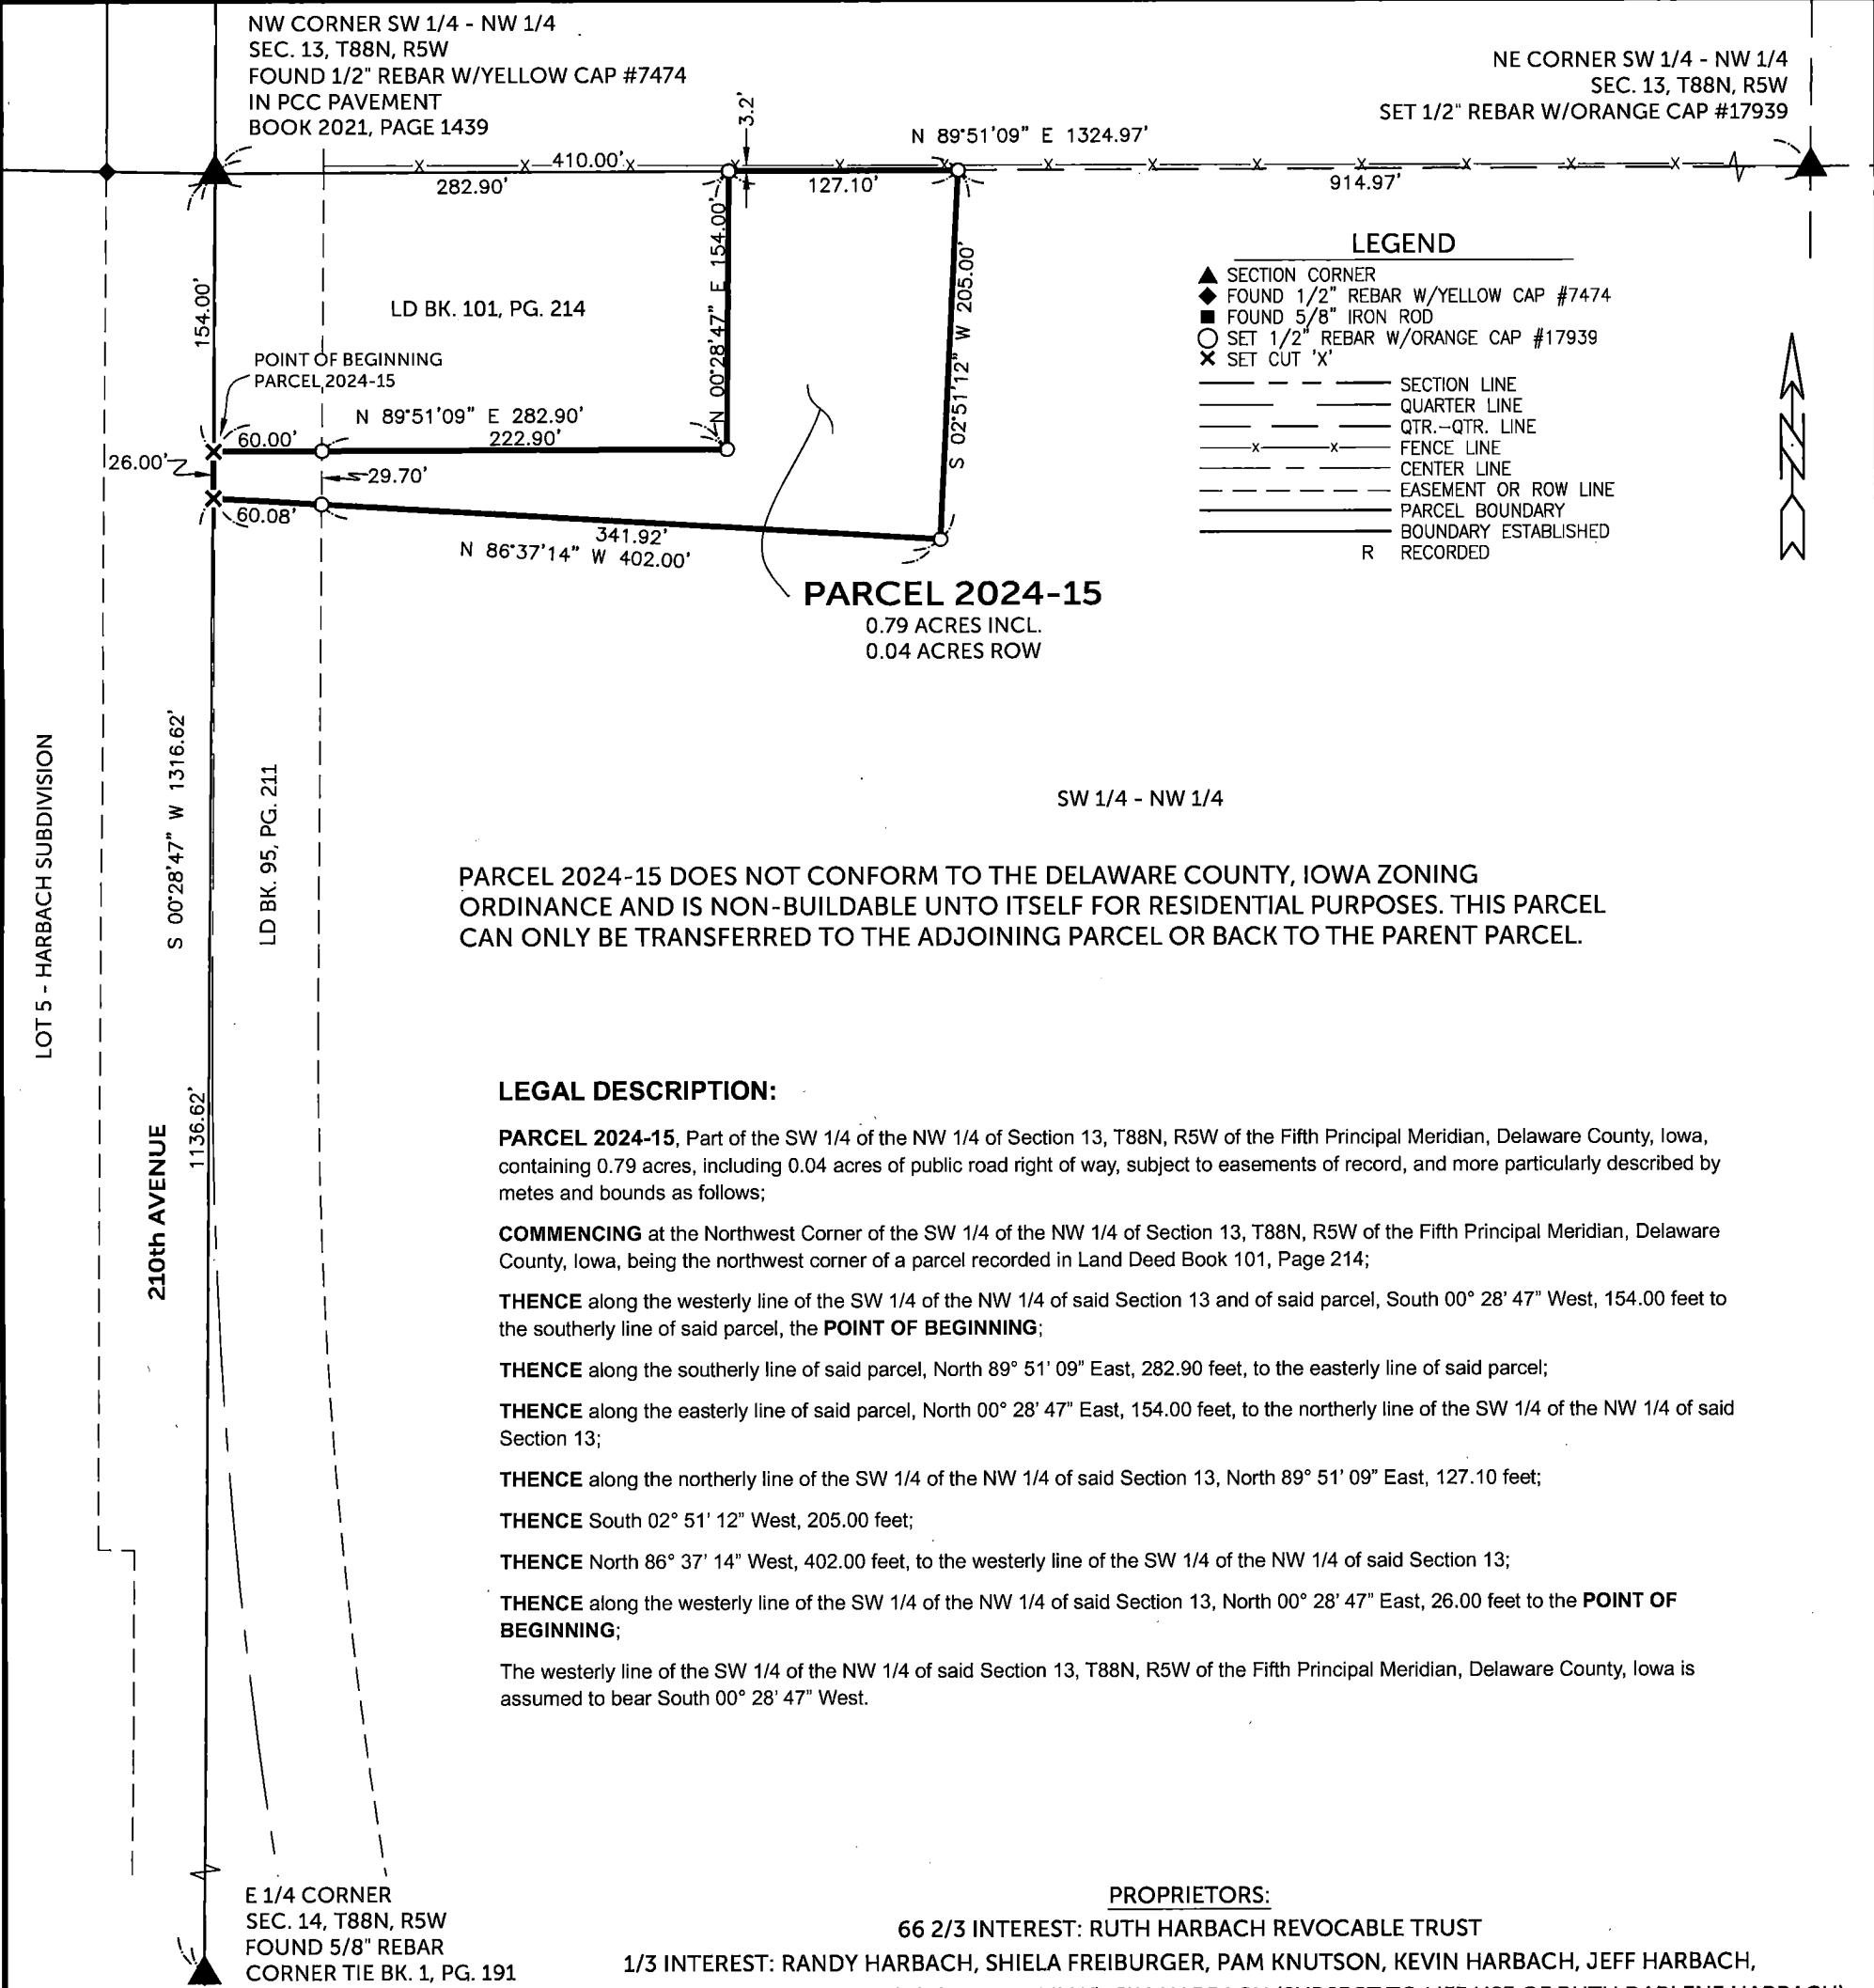 NW CORNER SW 1/4 - NW 1/4
SEC. 13, T88N, R5W
FOUND 1/2" REBAR W/YELLOW CAP #7474
IN PCC PAVEMENT
BOOK 2021, PAGE 1439
NE CORNER SW 1/4 - NW 1/4
SEC. 13, T88N, R5W
SET 1/2" REBAR W/ORANGE CAP #17939
3.2'
N 89°51'09" E 1324.97'
410.00'
282.90'
127.10'
914.97'
154.00'
LD BK. 101, PG. 214
N 00°28'47" E 154.00'
S 02°51'12" W 205.00'
POINT OF BEGINNING
PARCEL 2024-15
N 89°51'09" E 282.90'
60.00'
222.90'
26.00'
29.70'
60.08'
341.92'
N 86°37'14" W 402.00'
LEGEND
SECTION CORNER
FOUND 1/2" REBAR W/YELLOW CAP #7474
FOUND 5/8" IRON ROD
SET 1/2" REBAR W/ORANGE CAP #17939
SET CUT 'X'
SECTION LINE
QUARTER LINE
QTR.-QTR. LINE
FENCE LINE
CENTER LINE
EASEMENT OR ROW LINE
PARCEL BOUNDARY
BOUNDARY ESTABLISHED
R RECORDED
N
PARCEL 2024-15
0.79 ACRES INCL.
0.04 ACRES ROW
LOT 5 - HARBACH SUBDIVISION
S 00°28'47" W 1316.62'
LD BK. 95, PG. 211
1136.62'
210th AVENUE
SW 1/4 - NW 1/4
PARCEL 2024-15 DOES NOT CONFORM TO THE DELAWARE COUNTY, IOWA ZONING
ORDINANCE AND IS NON-BUILDABLE UNTO ITSELF FOR RESIDENTIAL PURPOSES. THIS PARCEL
CAN ONLY BE TRANSFERRED TO THE ADJOINING PARCEL OR BACK TO THE PARENT PARCEL.
LEGAL DESCRIPTION:
PARCEL 2024-15, Part of the SW 1/4 of the NW 1/4 of Section 13, T88N, R5W of the Fifth Principal Meridian, Delaware County, Iowa,
containing 0.79 acres, including 0.04 acres of public road right of way, subject to easements of record, and more particularly described by
metes and bounds as follows;
COMMENCING at the Northwest Corner of the SW 1/4 of the NW 1/4 of Section 13, T88N, R5W of the Fifth Principal Meridian, Delaware
County, Iowa, being the northwest corner of a parcel recorded in Land Deed Book 101, Page 214;
THENCE along the westerly line of the SW 1/4 of the NW 1/4 of said Section 13 and of said parcel, South 00° 28' 47" West, 154.00 feet to
the southerly line of said parcel, the POINT OF BEGINNING;
THENCE along the southerly line of said parcel, North 89° 51' 09" East, 282.90 feet, to the easterly line of said parcel;
THENCE along the easterly line of said parcel, North 00° 28' 47" East, 154.00 feet, to the northerly line of the SW 1/4 of the NW 1/4 of said
Section 13;
THENCE along the northerly line of the SW 1/4 of the NW 1/4 of said Section 13, North 89° 51' 09" East, 127.10 feet;
THENCE South 02° 51' 12" West, 205.00 feet;
THENCE North 86° 37' 14" West, 402.00 feet, to the westerly line of the SW 1/4 of the NW 1/4 of said Section 13;
THENCE along the westerly line of the SW 1/4 of the NW 1/4 of said Section 13, North 00° 28' 47" East, 26.00 feet to the POINT OF
BEGINNING;
The westerly line of the SW 1/4 of the NW 1/4 of said Section 13, T88N, R5W of the Fifth Principal Meridian, Delaware County, Iowa is
assumed to bear South 00° 28' 47" West.
E 1/4 CORNER
SEC. 14, T88N, R5W
FOUND 5/8" REBAR
CORNER TIE BK. 1, PG. 191
PROPRIETORS:
66 2/3 INTEREST: RUTH HARBACH REVOCABLE TRUST
1/3 INTEREST: RANDY HARBACH, SHIELA FREIBURGER, PAM KNUTSON, KEVIN HARBACH, JEFF HARBACH,